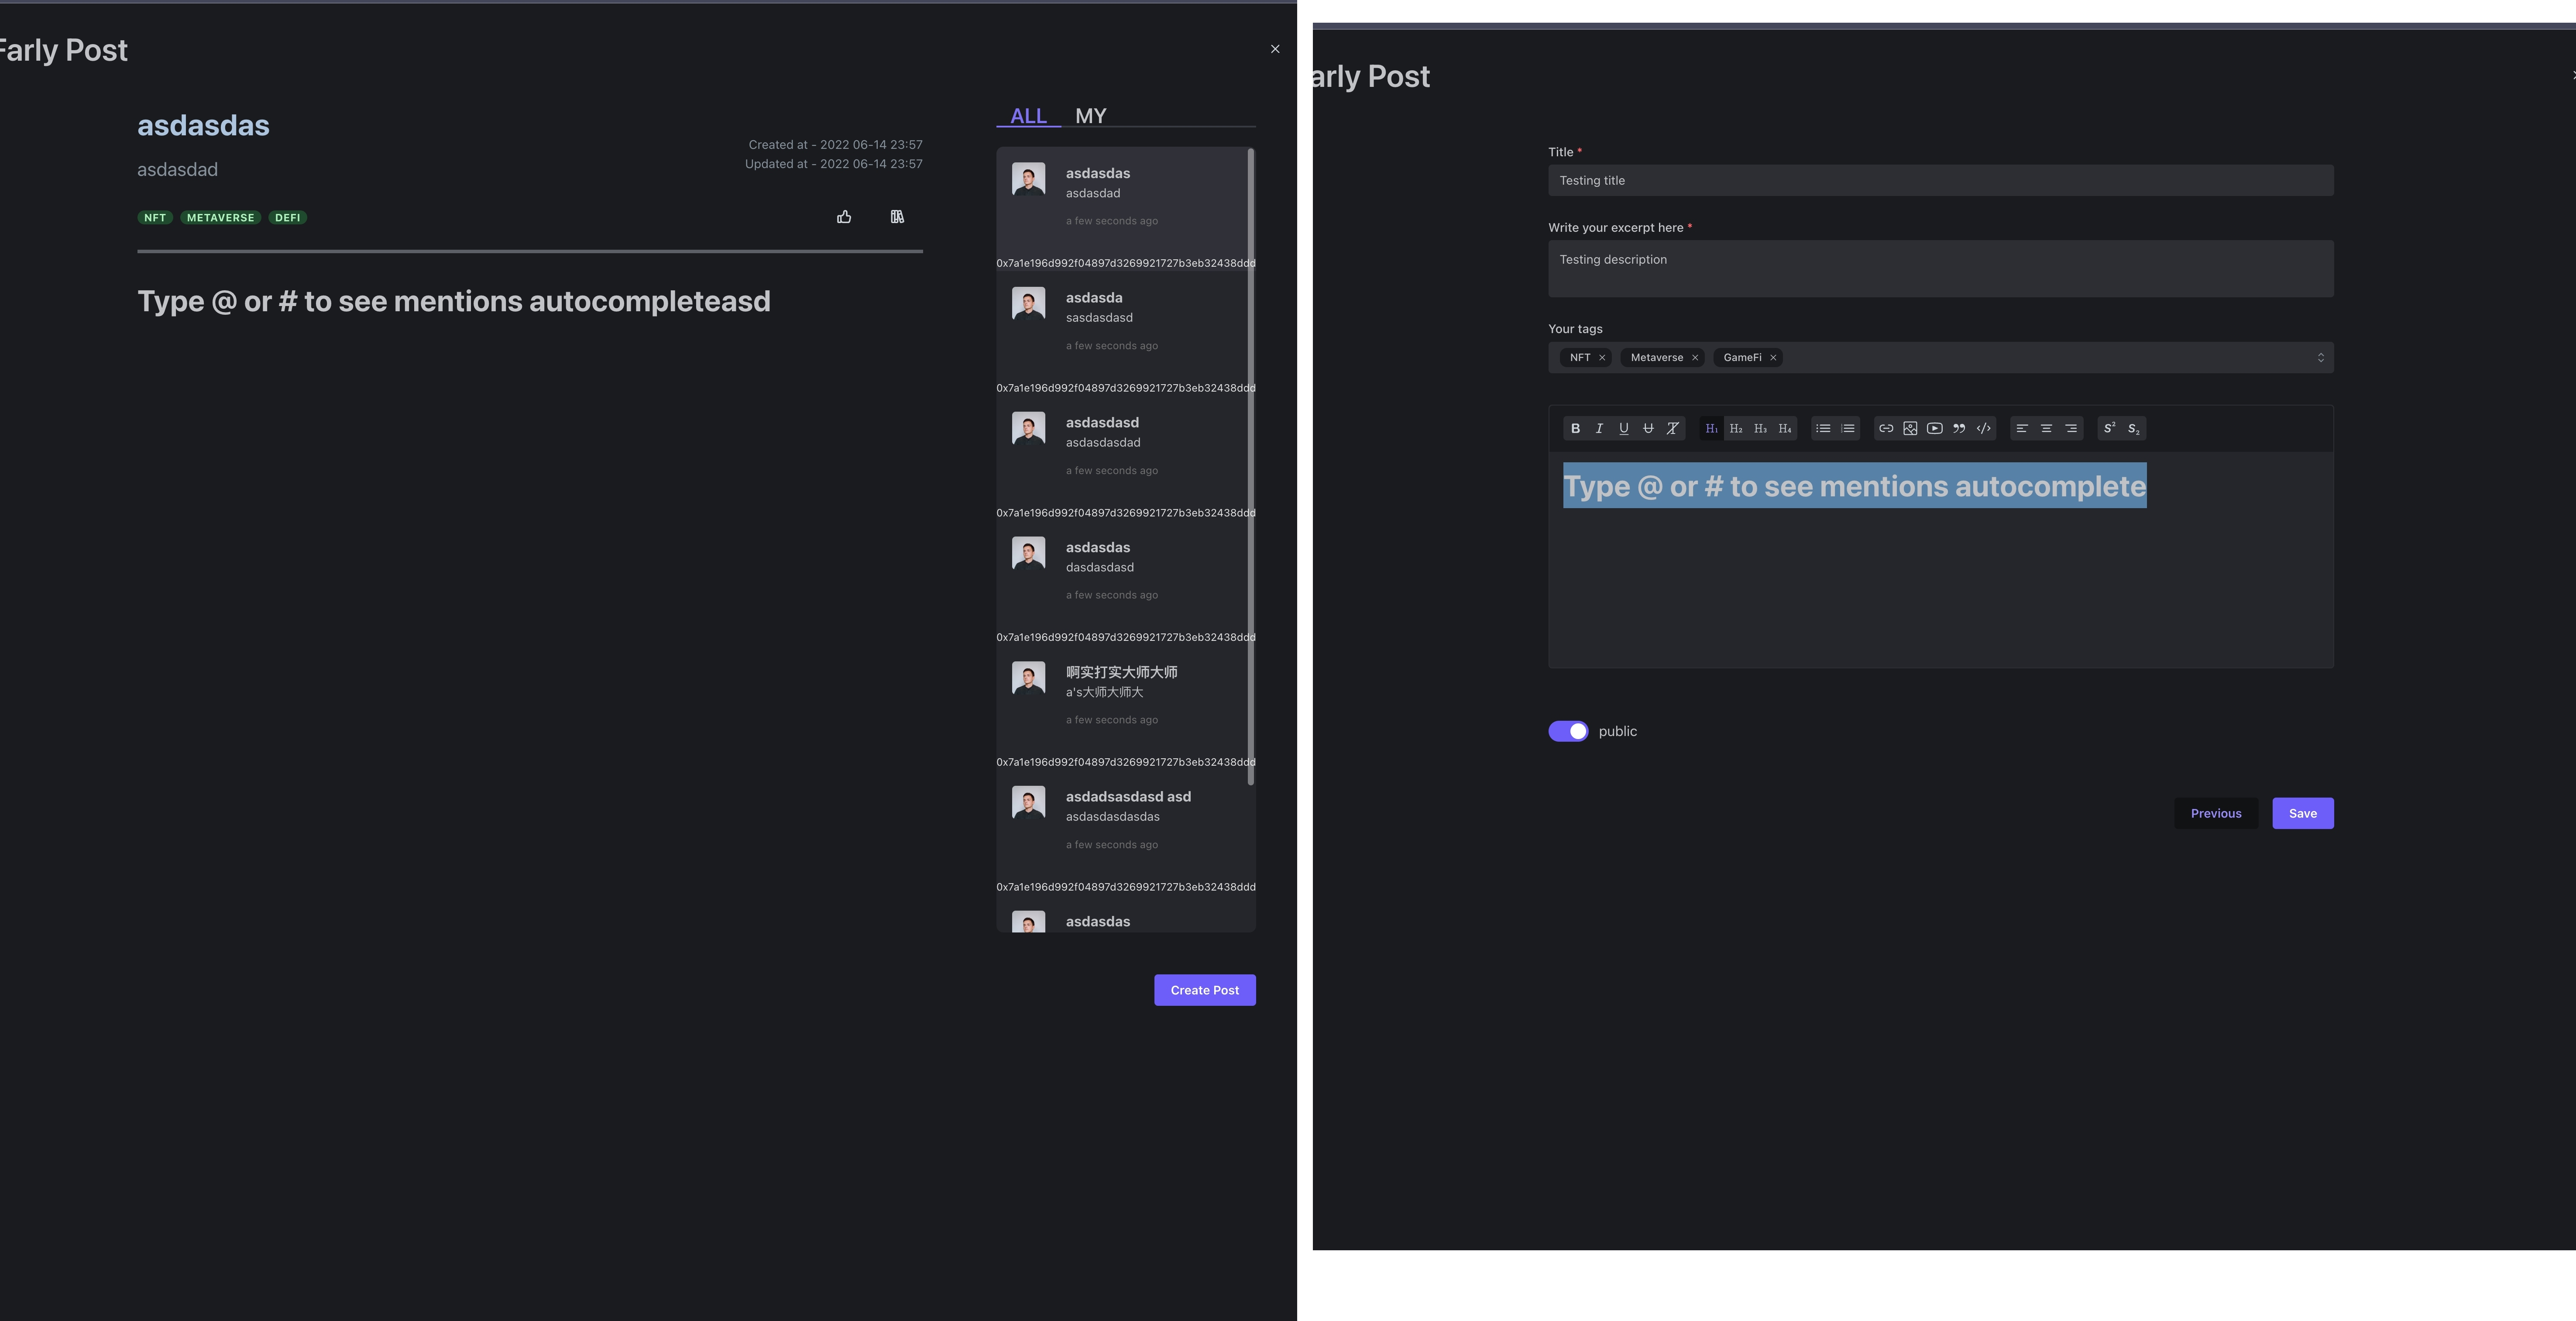 Farly Post
asdasdas
asdasdad
Created at - 2022 06-14 23:57
Updated at - 2022 06-14 23:57
NFT METAVERSE DEFI
Type @ or # to see mentions autocompleteasd
ALL MY
asdasdas
asdasdad
a few seconds ago
0x7a1e196d992f04897d3269921727b3eb32438ddd
asdasda
sasdasdasd
a few seconds ago
0x7a1e196d992f04897d3269921727b3eb32438ddd
asdasdasd
asdasdasdad
a few seconds ago
0x7a1e196d992f04897d3269921727b3eb32438ddd
asdasdas
dasdasdasd
a few seconds ago
0x7a1e196d992f04897d3269921727b3eb32438ddd
啊实打实大师大师
a's大师大师大
a few seconds ago
0x7a1e196d992f04897d3269921727b3eb32438ddd
asdadsasdasd asd
asdasdasdasdas
a few seconds ago
0x7a1e196d992f04897d3269921727b3eb32438ddd
asdasdas
Create Post
arly Post
Title *
Testing title
Write your excerpt here *
Testing description
Your tags
NFT Metaverse GameFi
B I U H1 H2 H3 H4 S2 S2
Type @ or # to see mentions autocomplete
public
Previous Save